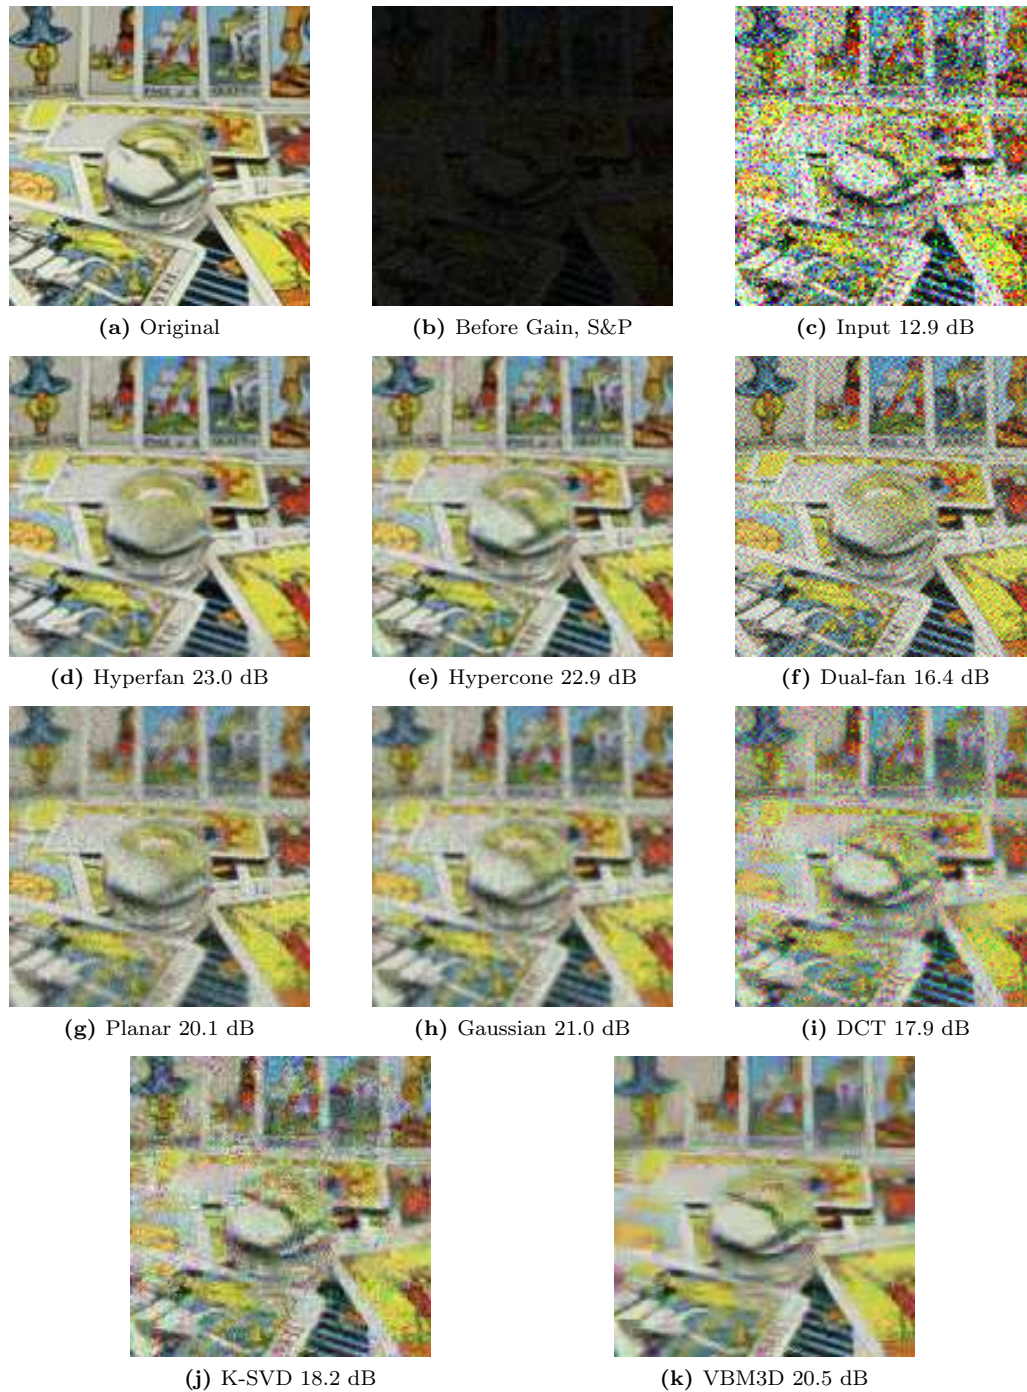 (a) Original
(b) Before Gain, S&P
(c) Input 12.9 dB
(d) Hyperfan 23.0 dB
(e) Hypercone 22.9 dB
(f) Dual-fan 16.4 dB
(g) Planar 20.1 dB
(h) Gaussian 21.0 dB
(i) DCT 17.9 dB
(j) K-SVD 18.2 dB
(k) VBM3D 20.5 dB